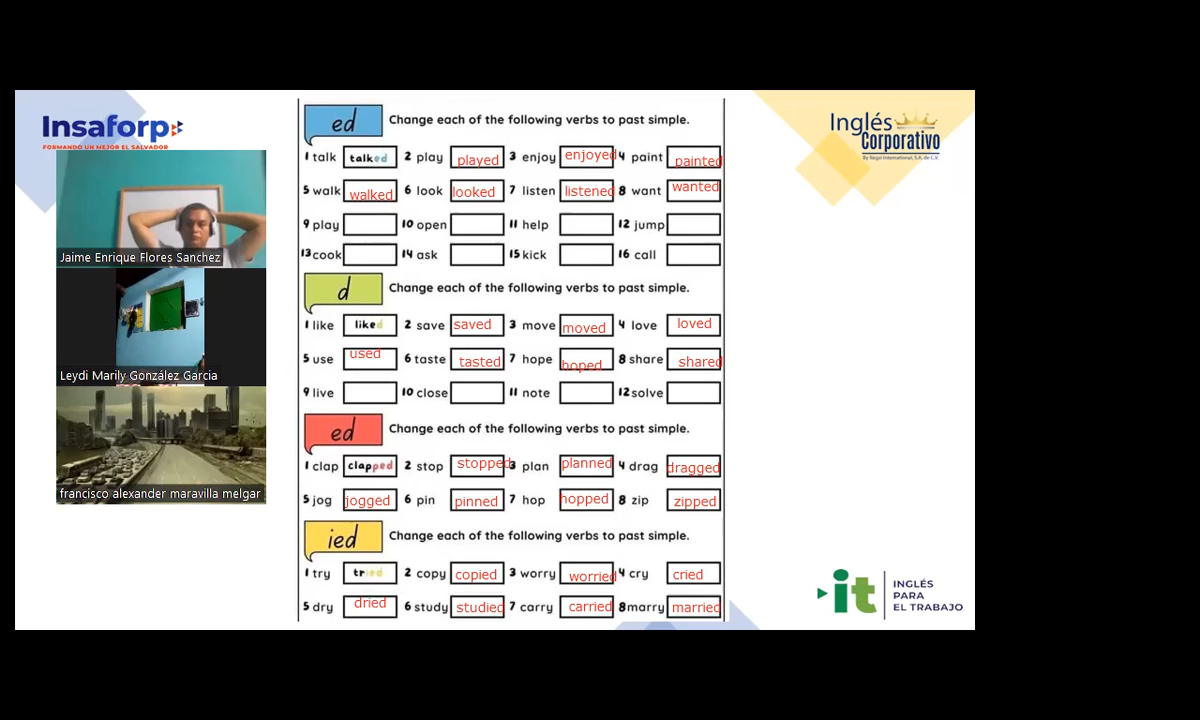 Insaforp
FORMANDO UN MEJOR EL SALVADOR
Inglés
Corporativo
By Regal International, S.A. de C.V.
Jaime Enrique Flores Sanchez
Leydi Marily González Garcia
francisco alexander maravilla melgar
ed Change each of the following verbs to past simple.
1 talk talked 2 play played 3 enjoy enjoyed 4 paint painted
5 walk walked 6 look looked 7 listen listened 8 want wanted
9 play 10 open 11 help 12 jump
13 cook 14 ask 15 kick 16 call
d Change each of the following verbs to past simple.
1 like liked 2 save saved 3 move moved 4 love loved
5 use used 6 taste tasted 7 hope hoped 8 share shared
9 live 10 close 11 note 12 solve
ed Change each of the following verbs to past simple.
1 clap clapped 2 stop stopped 3 plan planned 4 drag dragged
5 jog jogged 6 pin pinned 7 hop hopped 8 zip zipped
ied Change each of the following verbs to past simple.
1 try tried 2 copy copied 3 worry worried 4 cry cried
5 dry dried 6 study studied 7 carry carried 8 marry married
it INGLÉS
PARA
EL TRABAJO